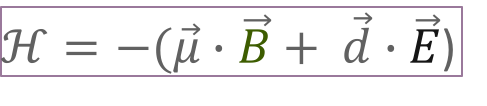 ℋ = −(μ⃗ · B⃗ + d⃗ · E⃗)